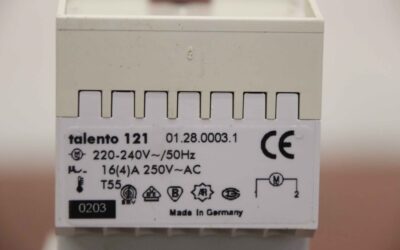 talento 121 01.28.0003.1
CE
220-240V~/50Hz
µ 16(4)A 250V~AC
T55
M
2
0203
Made in Germany